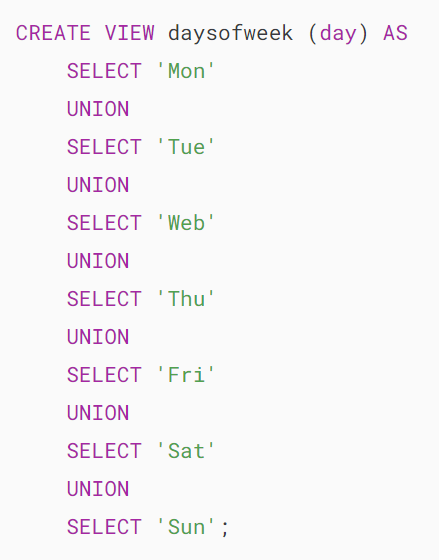 CREATE VIEW daysofweek (day) AS
    SELECT 'Mon'
    UNION
    SELECT 'Tue'
    UNION
    SELECT 'Web'
    UNION
    SELECT 'Thu'
    UNION
    SELECT 'Fri'
    UNION
    SELECT 'Sat'
    UNION
    SELECT 'Sun';